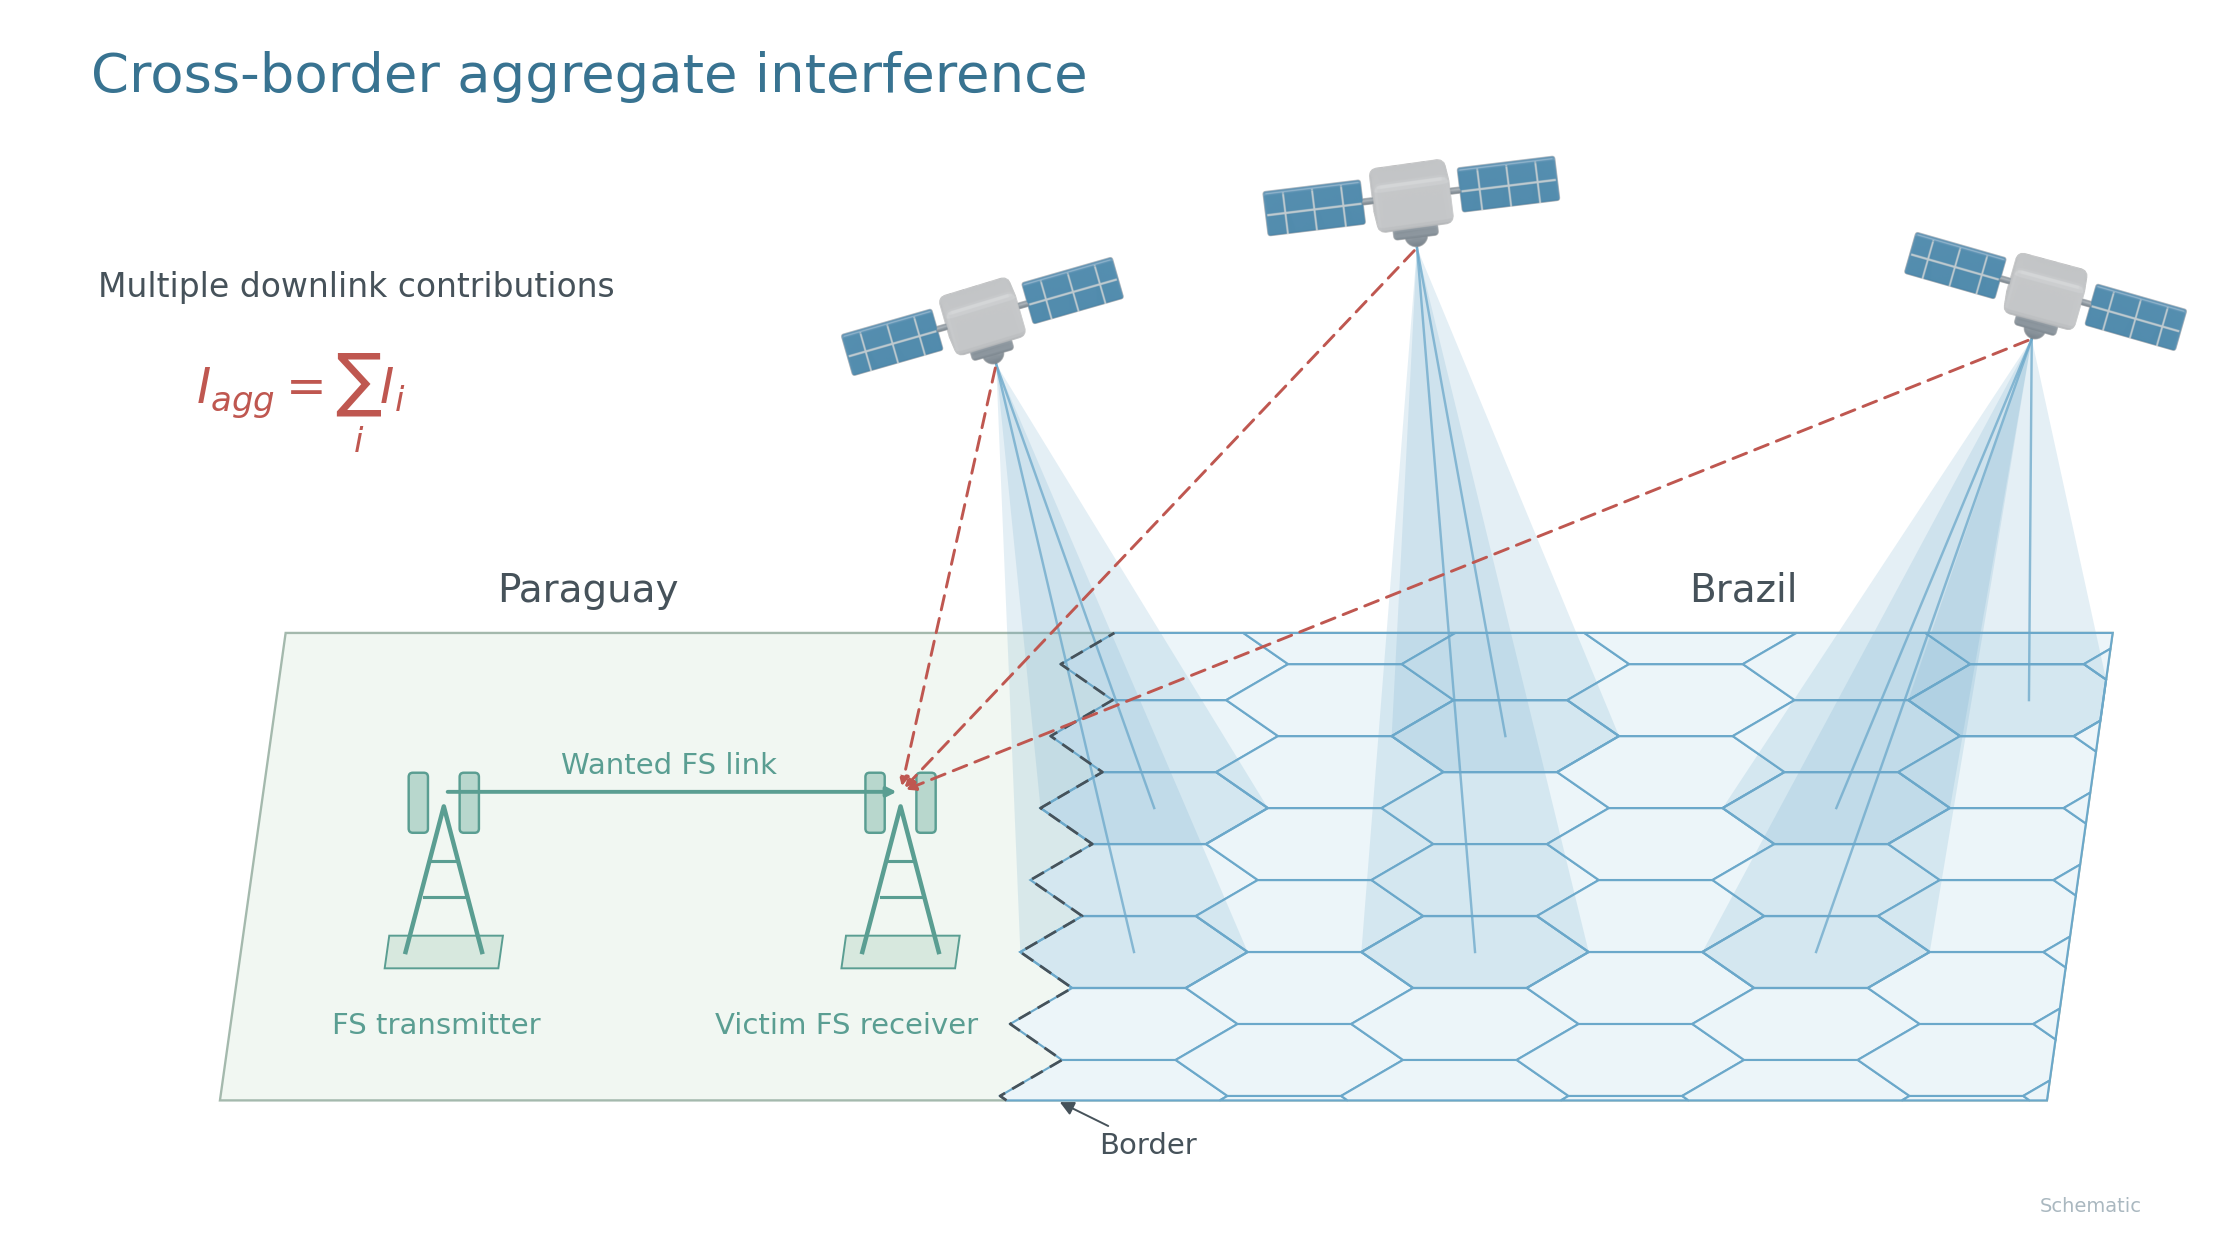 Cross-border aggregate interference
Multiple downlink contributions
I_agg = ∑_i I_i
Paraguay
Brazil
Wanted FS link
FS transmitter
Victim FS receiver
Border
Schematic